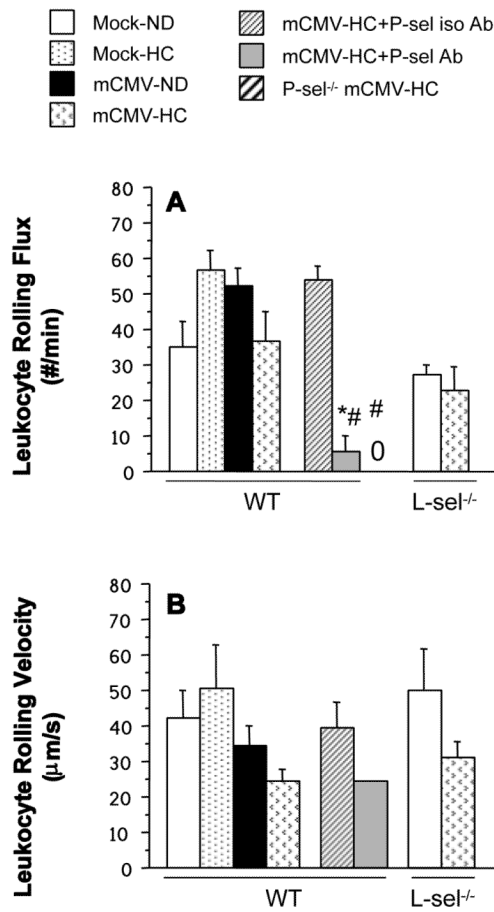 Mock-ND
Mock-HC
mCMV-ND
mCMV-HC
mCMV-HC+P-sel iso Ab
mCMV-HC+P-sel Ab
P-sel-/- mCMV-HC
A
Leukocyte Rolling Flux
(#/min)
80
70
60
50
40
30
20
10
0
*#
#
0
WT
L-sel-/-
B
Leukocyte Rolling Velocity
(μm/s)
80
70
60
50
40
30
20
10
0
WT
L-sel-/-